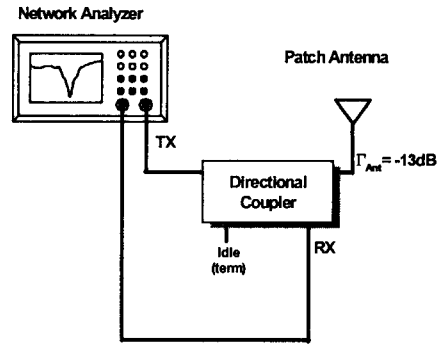 Network Analyzer
Patch Antenna
TX
Γ_Ant = -13dB
Directional
Coupler
Idle
(term)
RX